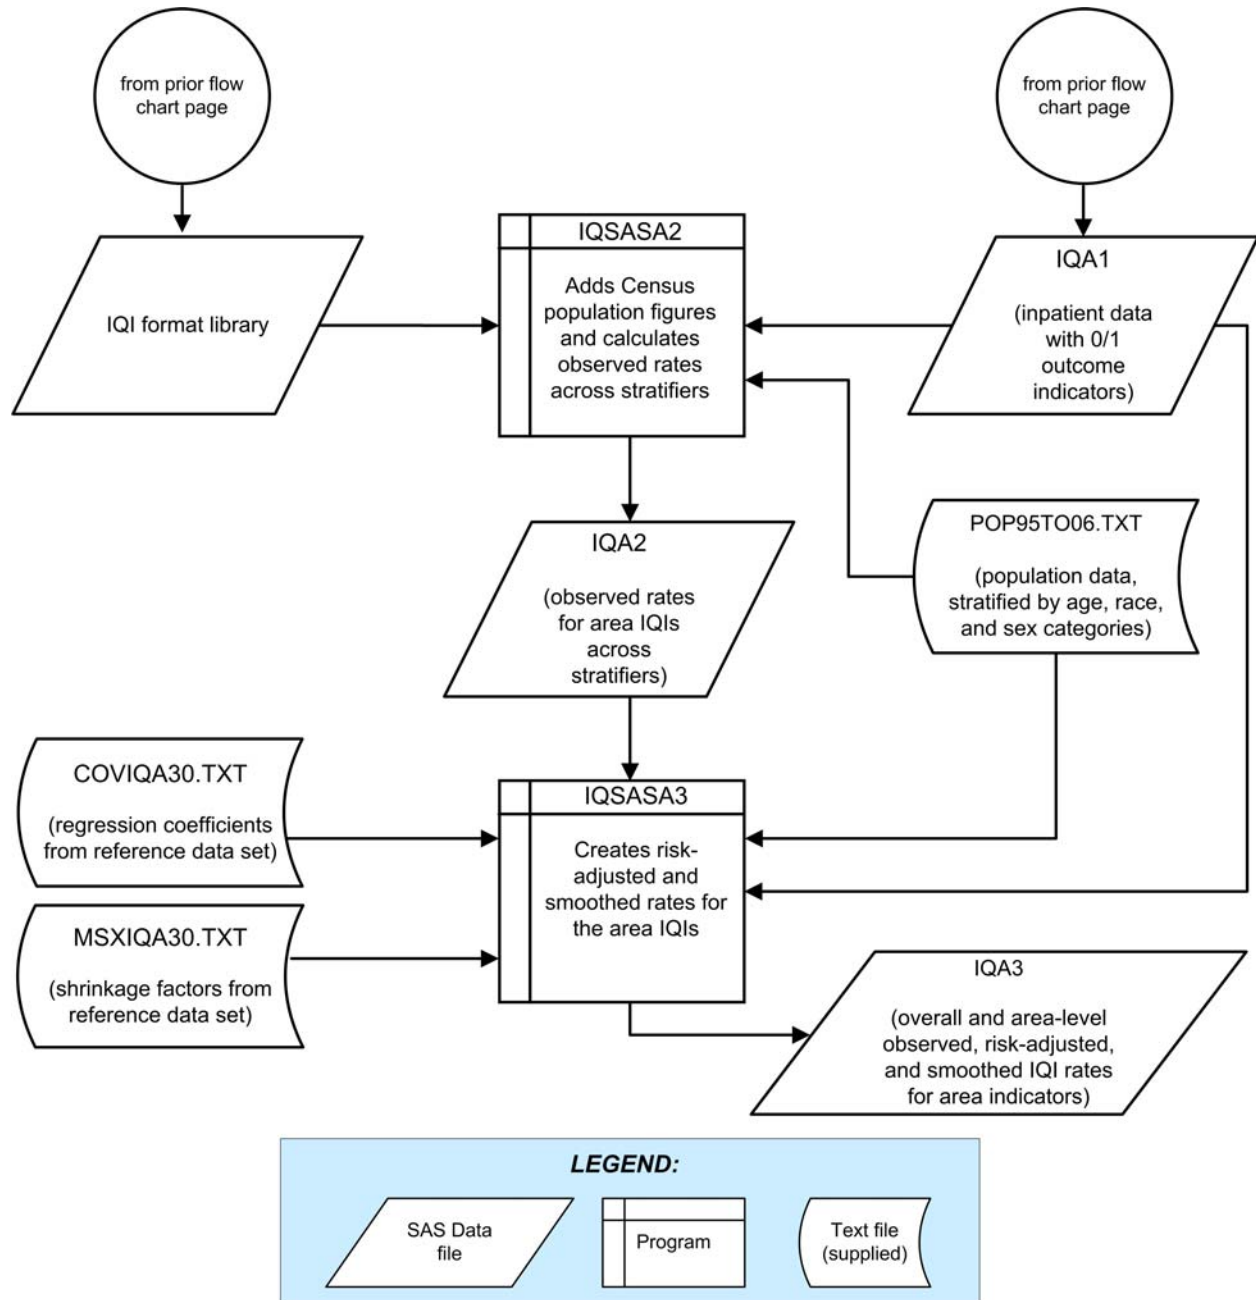 from prior flow
chart page
from prior flow
chart page
IQI format library
IQSASA2
Adds Census
population figures
and calculates
observed rates
across stratifiers
IQA1
(inpatient data
with 0/1
outcome
indicators)
IQA2
(observed rates
for area IQIs
across
stratifiers)
POP95TO06.TXT
(population data,
stratified by age, race,
and sex categories)
COVIQA30.TXT
(regression coefficients
from reference data set)
MSXIQA30.TXT
(shrinkage factors from
reference data set)
IQSASA3
Creates risk-
adjusted and
smoothed rates for
the area IQIs
IQA3
(overall and area-level
observed, risk-adjusted,
and smoothed IQI rates
for area indicators)
LEGEND:
SAS Data
file
Program
Text file
(supplied)